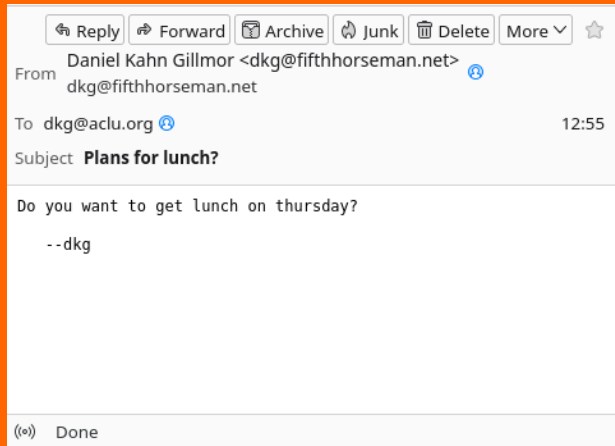 Reply Forward Archive Junk Delete More
From Daniel Kahn Gillmor <dkg@fifthhorseman.net>
dkg@fifthhorseman.net
To dkg@aclu.org 12:55
Subject Plans for lunch?
Do you want to get lunch on thursday?
--dkg
Done